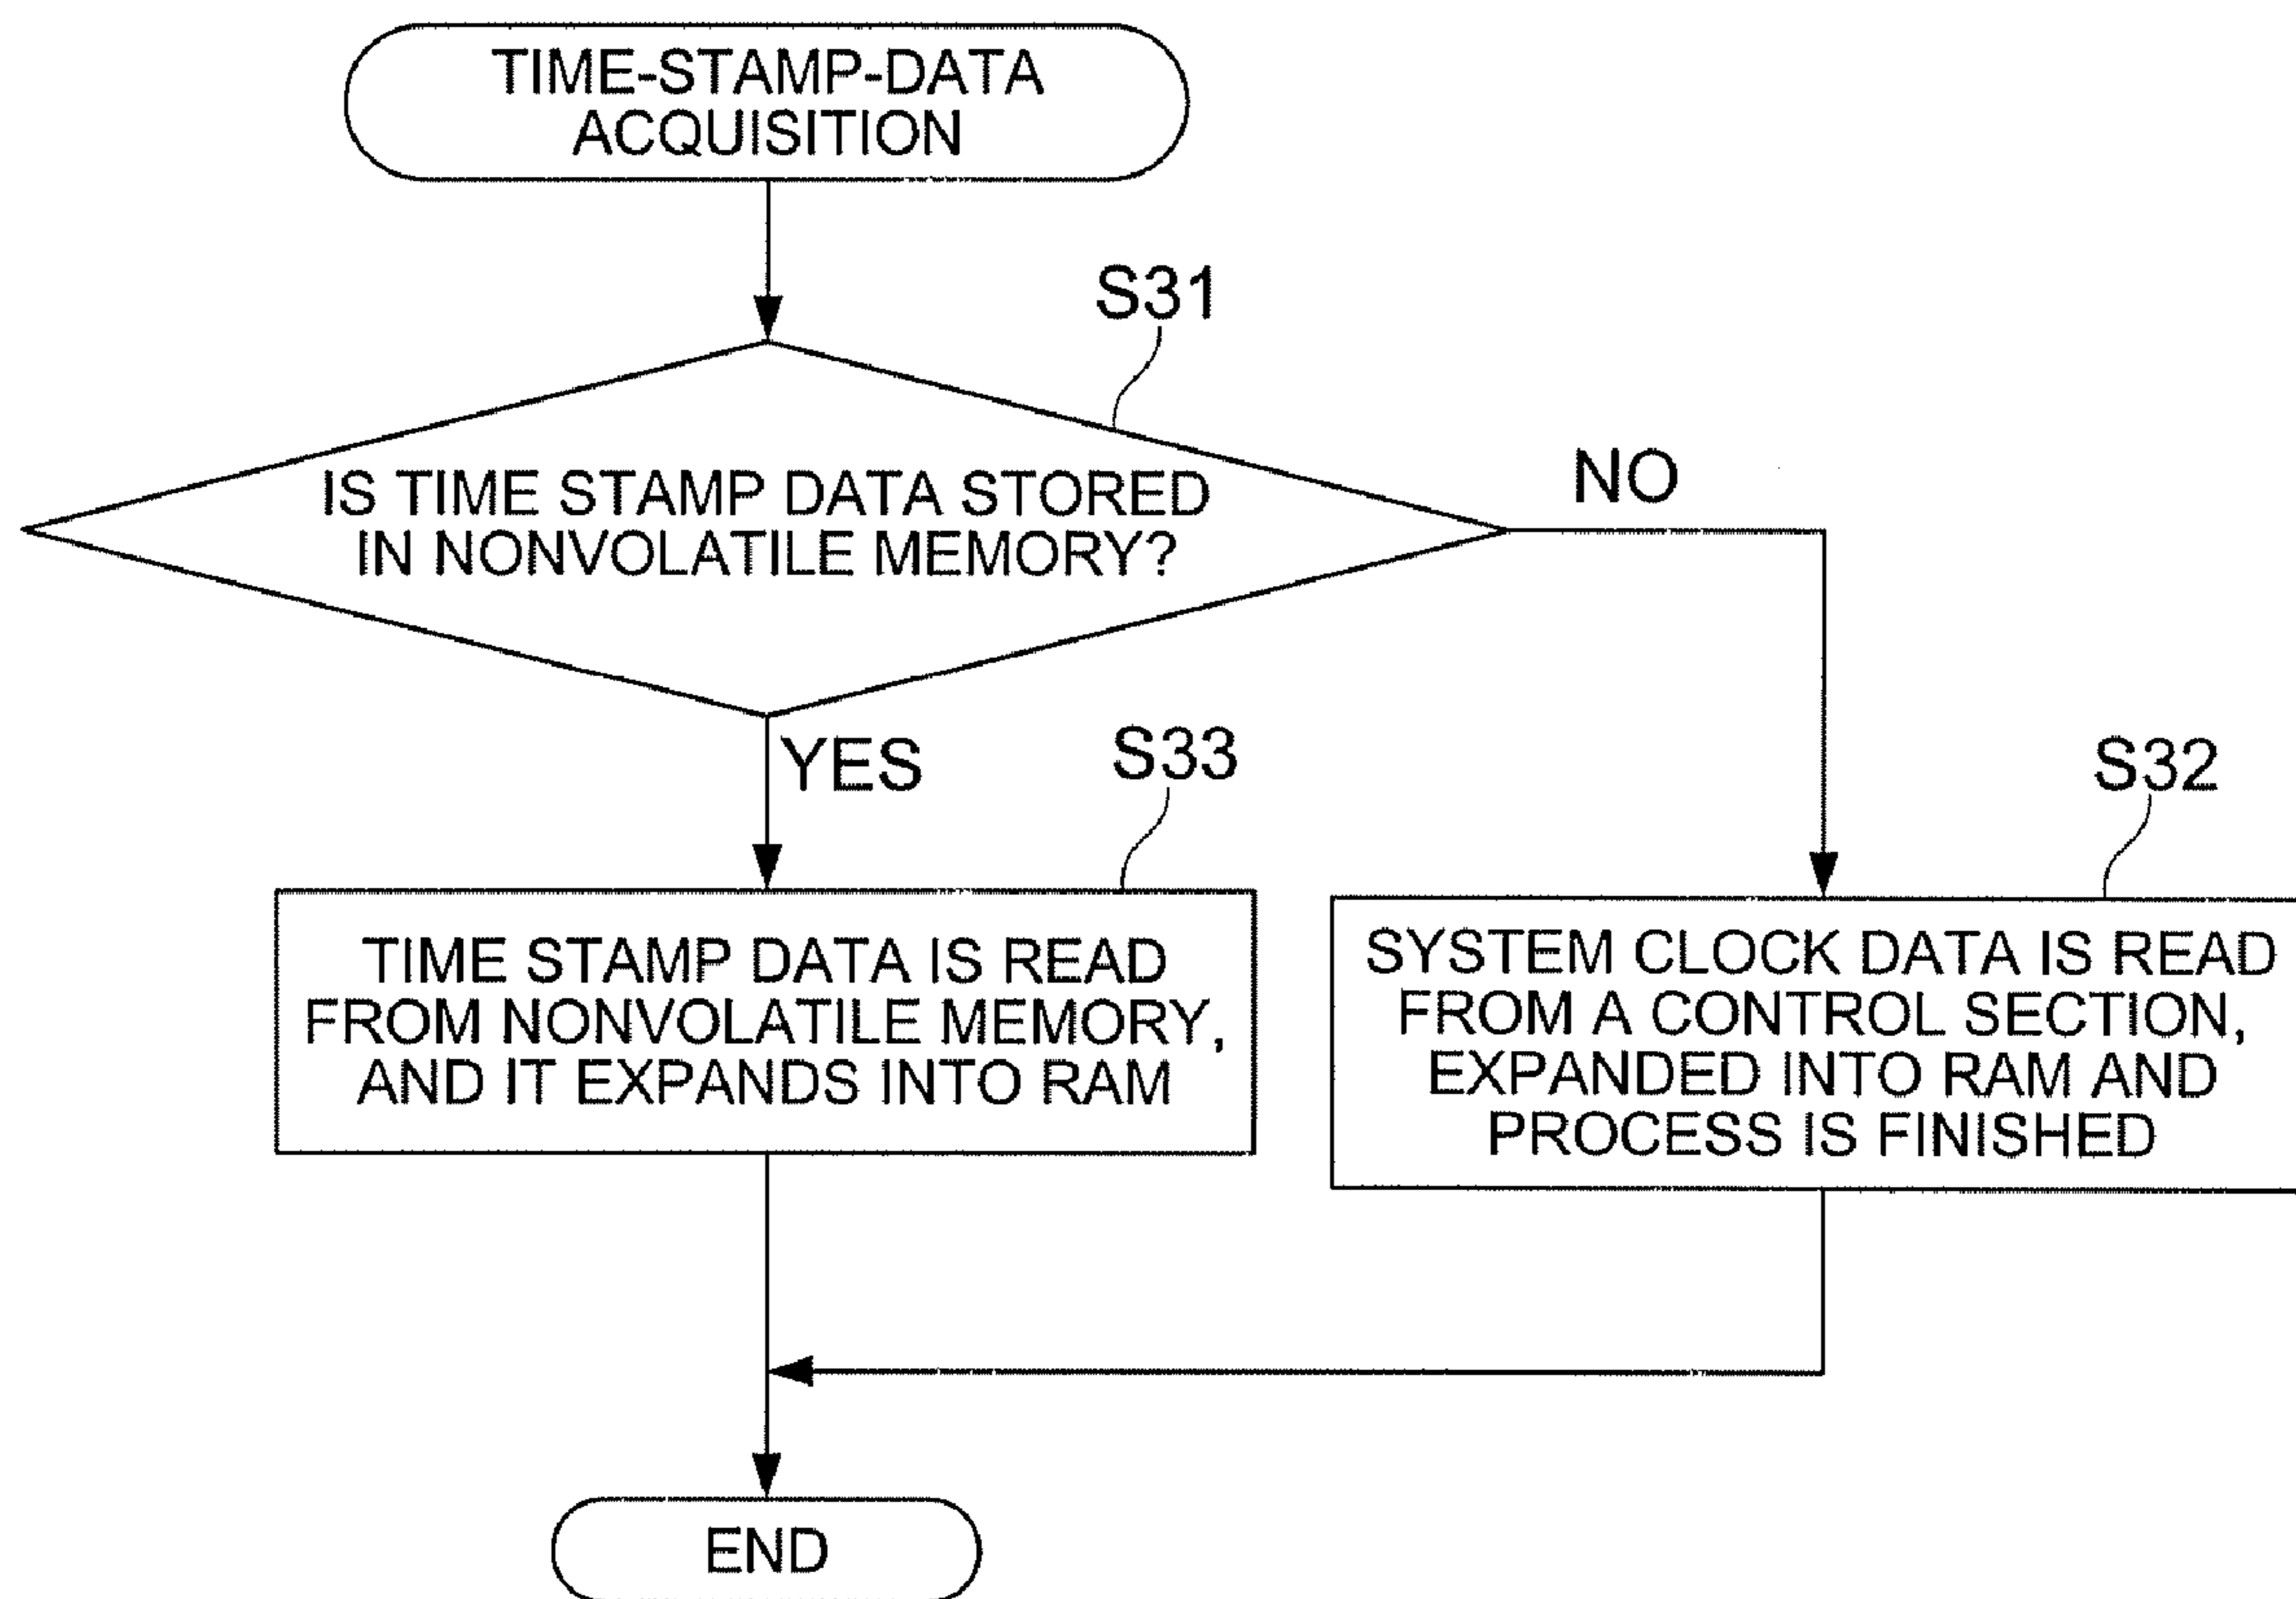 TIME-STAMP-DATA
ACQUISITION
S31
IS TIME STAMP DATA STORED
IN NONVOLATILE MEMORY?
NO
YES
S33
TIME STAMP DATA IS READ
FROM NONVOLATILE MEMORY,
AND IT EXPANDS INTO RAM
S32
SYSTEM CLOCK DATA IS READ
FROM A CONTROL SECTION,
EXPANDED INTO RAM AND
PROCESS IS FINISHED
END